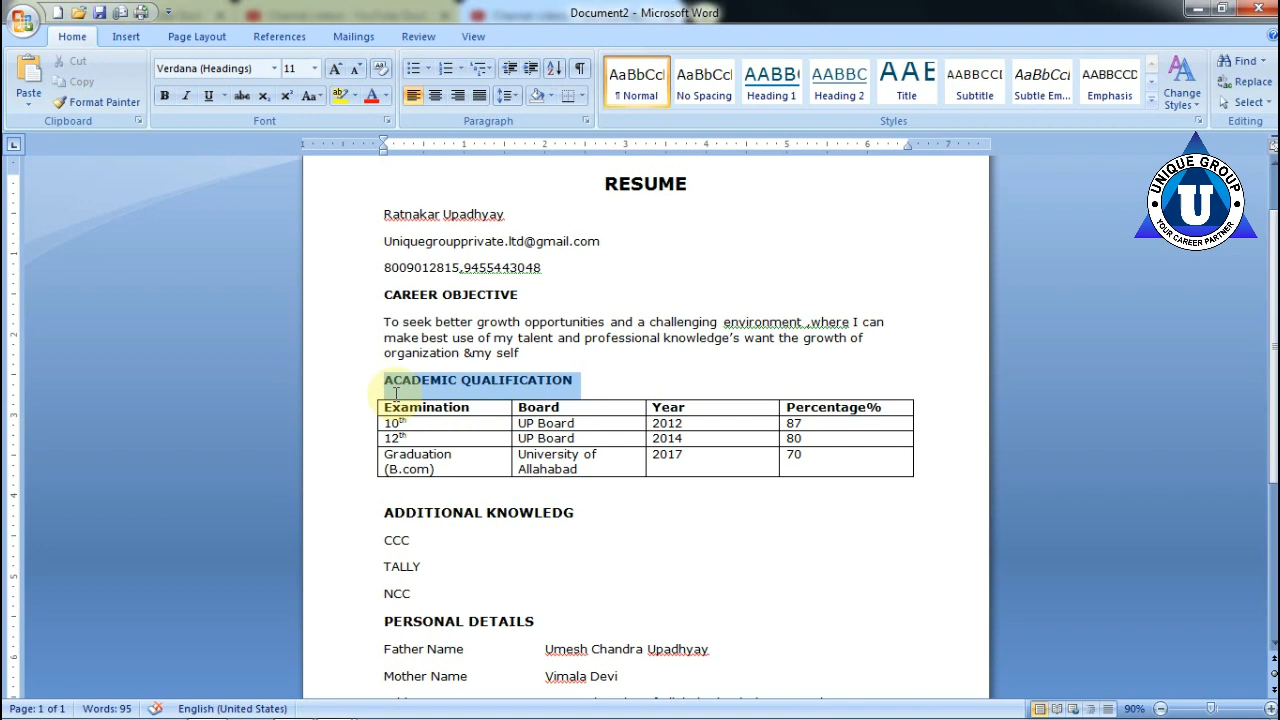 Document2 - Microsoft Word
Home Insert Page Layout References Mailings Review View
Paste
Cut
Copy
Format Painter
Clipboard
Verdana (Headings) 11
Font
Paragraph
AaBbCcI AaBbCcI AABB( AABBC AAE AABBCCI AaBbCcL AABBCCD
¶ Normal No Spacing Heading 1 Heading 2 Title Subtitle Subtle Em... Emphasis
Change Styles
Styles
Find
Replace
Select
Editing
UNIQUE GROUP
U
YOUR CAREER PARTNER
RESUME
Ratnakar Upadhyay
Uniquegroupprivate.ltd@gmail.com
8009012815,9455443048
CAREER OBJECTIVE
To seek better growth opportunities and a challenging environment ,where I can
make best use of my talent and professional knowledge's want the growth of
organization &my self
ACADEMIC QUALIFICATION
Examination Board Year Percentage%
10th UP Board 2012 87
12th UP Board 2014 80
Graduation (B.com) University of Allahabad 2017 70
ADDITIONAL KNOWLEDG
CCC
TALLY
NCC
PERSONAL DETAILS
Father Name Umesh Chandra Upadhyay
Mother Name Vimala Devi
Page: 1 of 1 Words: 95 English (United States) 90%